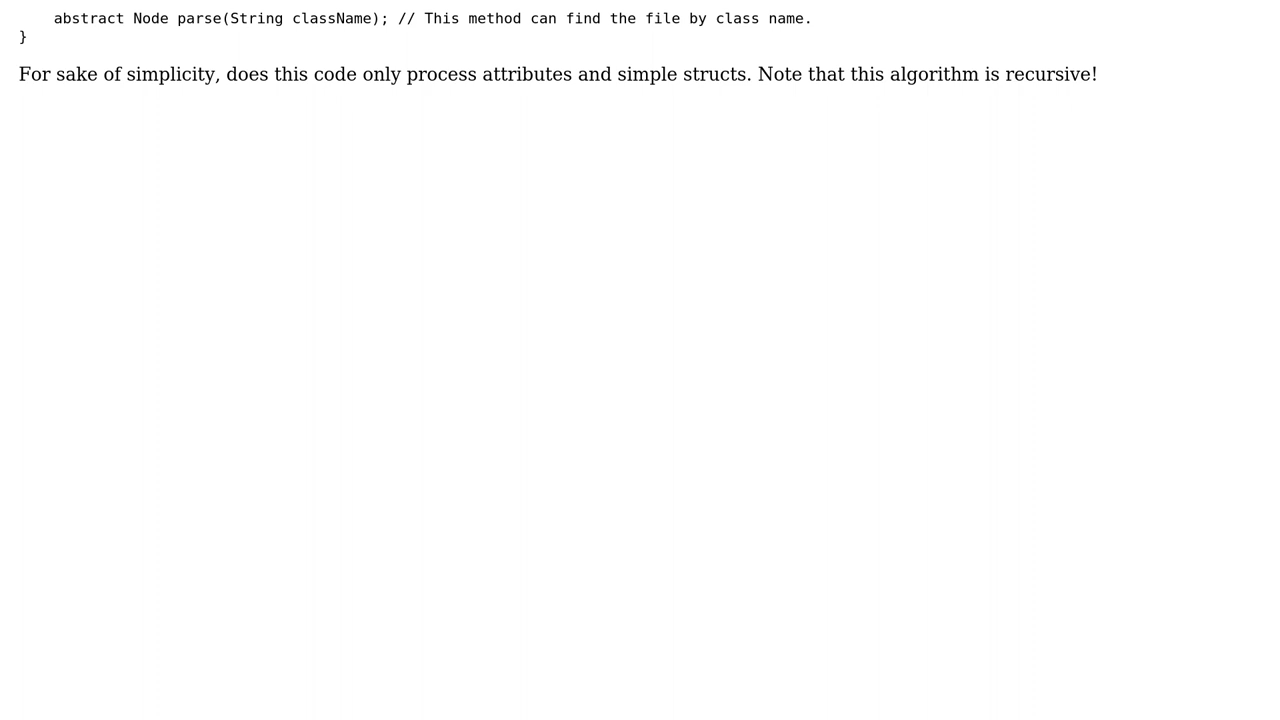 abstract Node parse(String className); // This method can find the file by class name.
}
For sake of simplicity, does this code only process attributes and simple structs. Note that this algorithm is recursive!